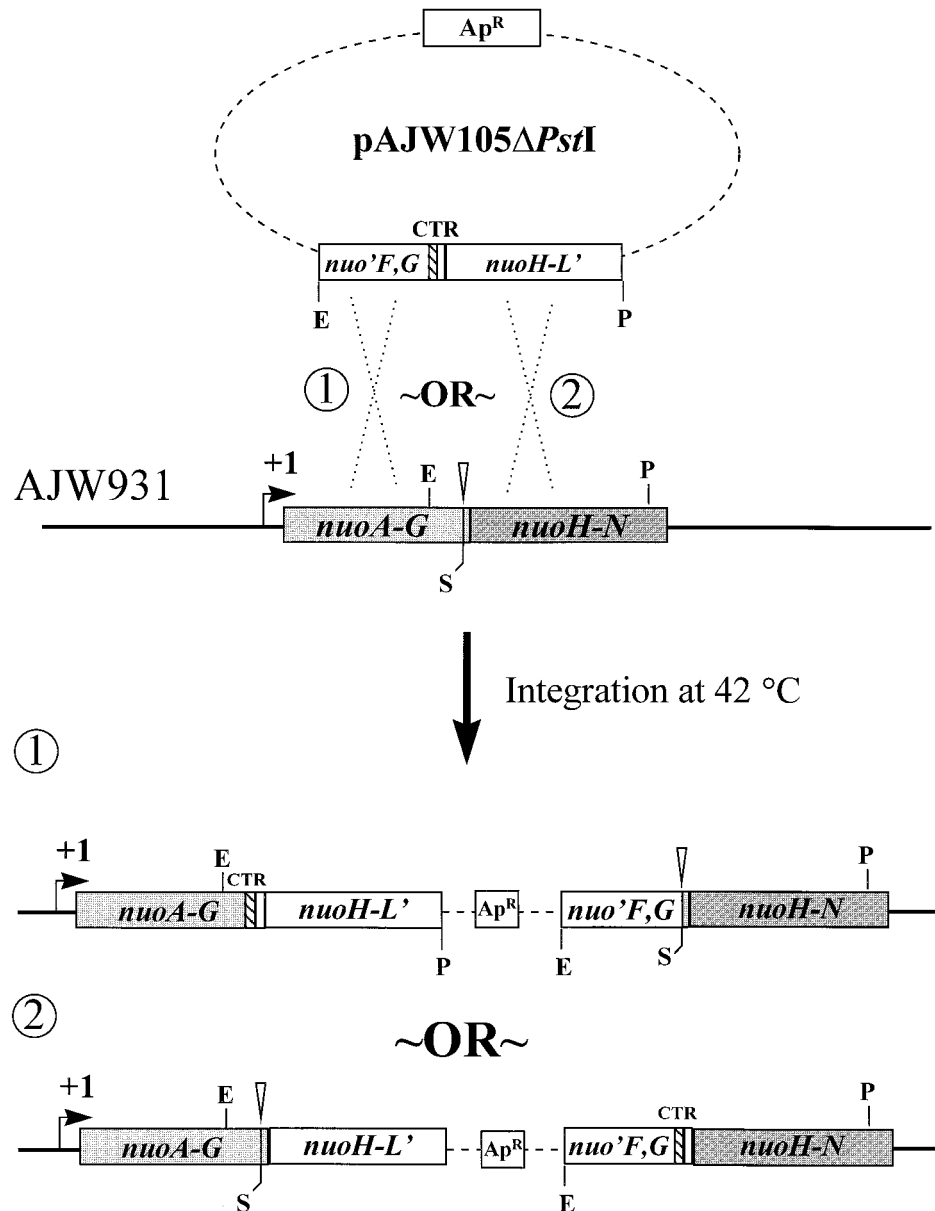 Ap^R
pAJW105ΔPstI
CTR
nuo'F,G nuoH-L'
E P
① ~OR~ ②
+1 E P
AJW931
nuoA-G nuoH-N
S
Integration at 42 °C
①
+1 E CTR P
nuoA-G nuoH-L' Ap^R nuo'F,G nuoH-N
P E S
②
~OR~
+1 E CTR P
nuoA-G nuoH-L' Ap^R nuo'F,G nuoH-N
S E